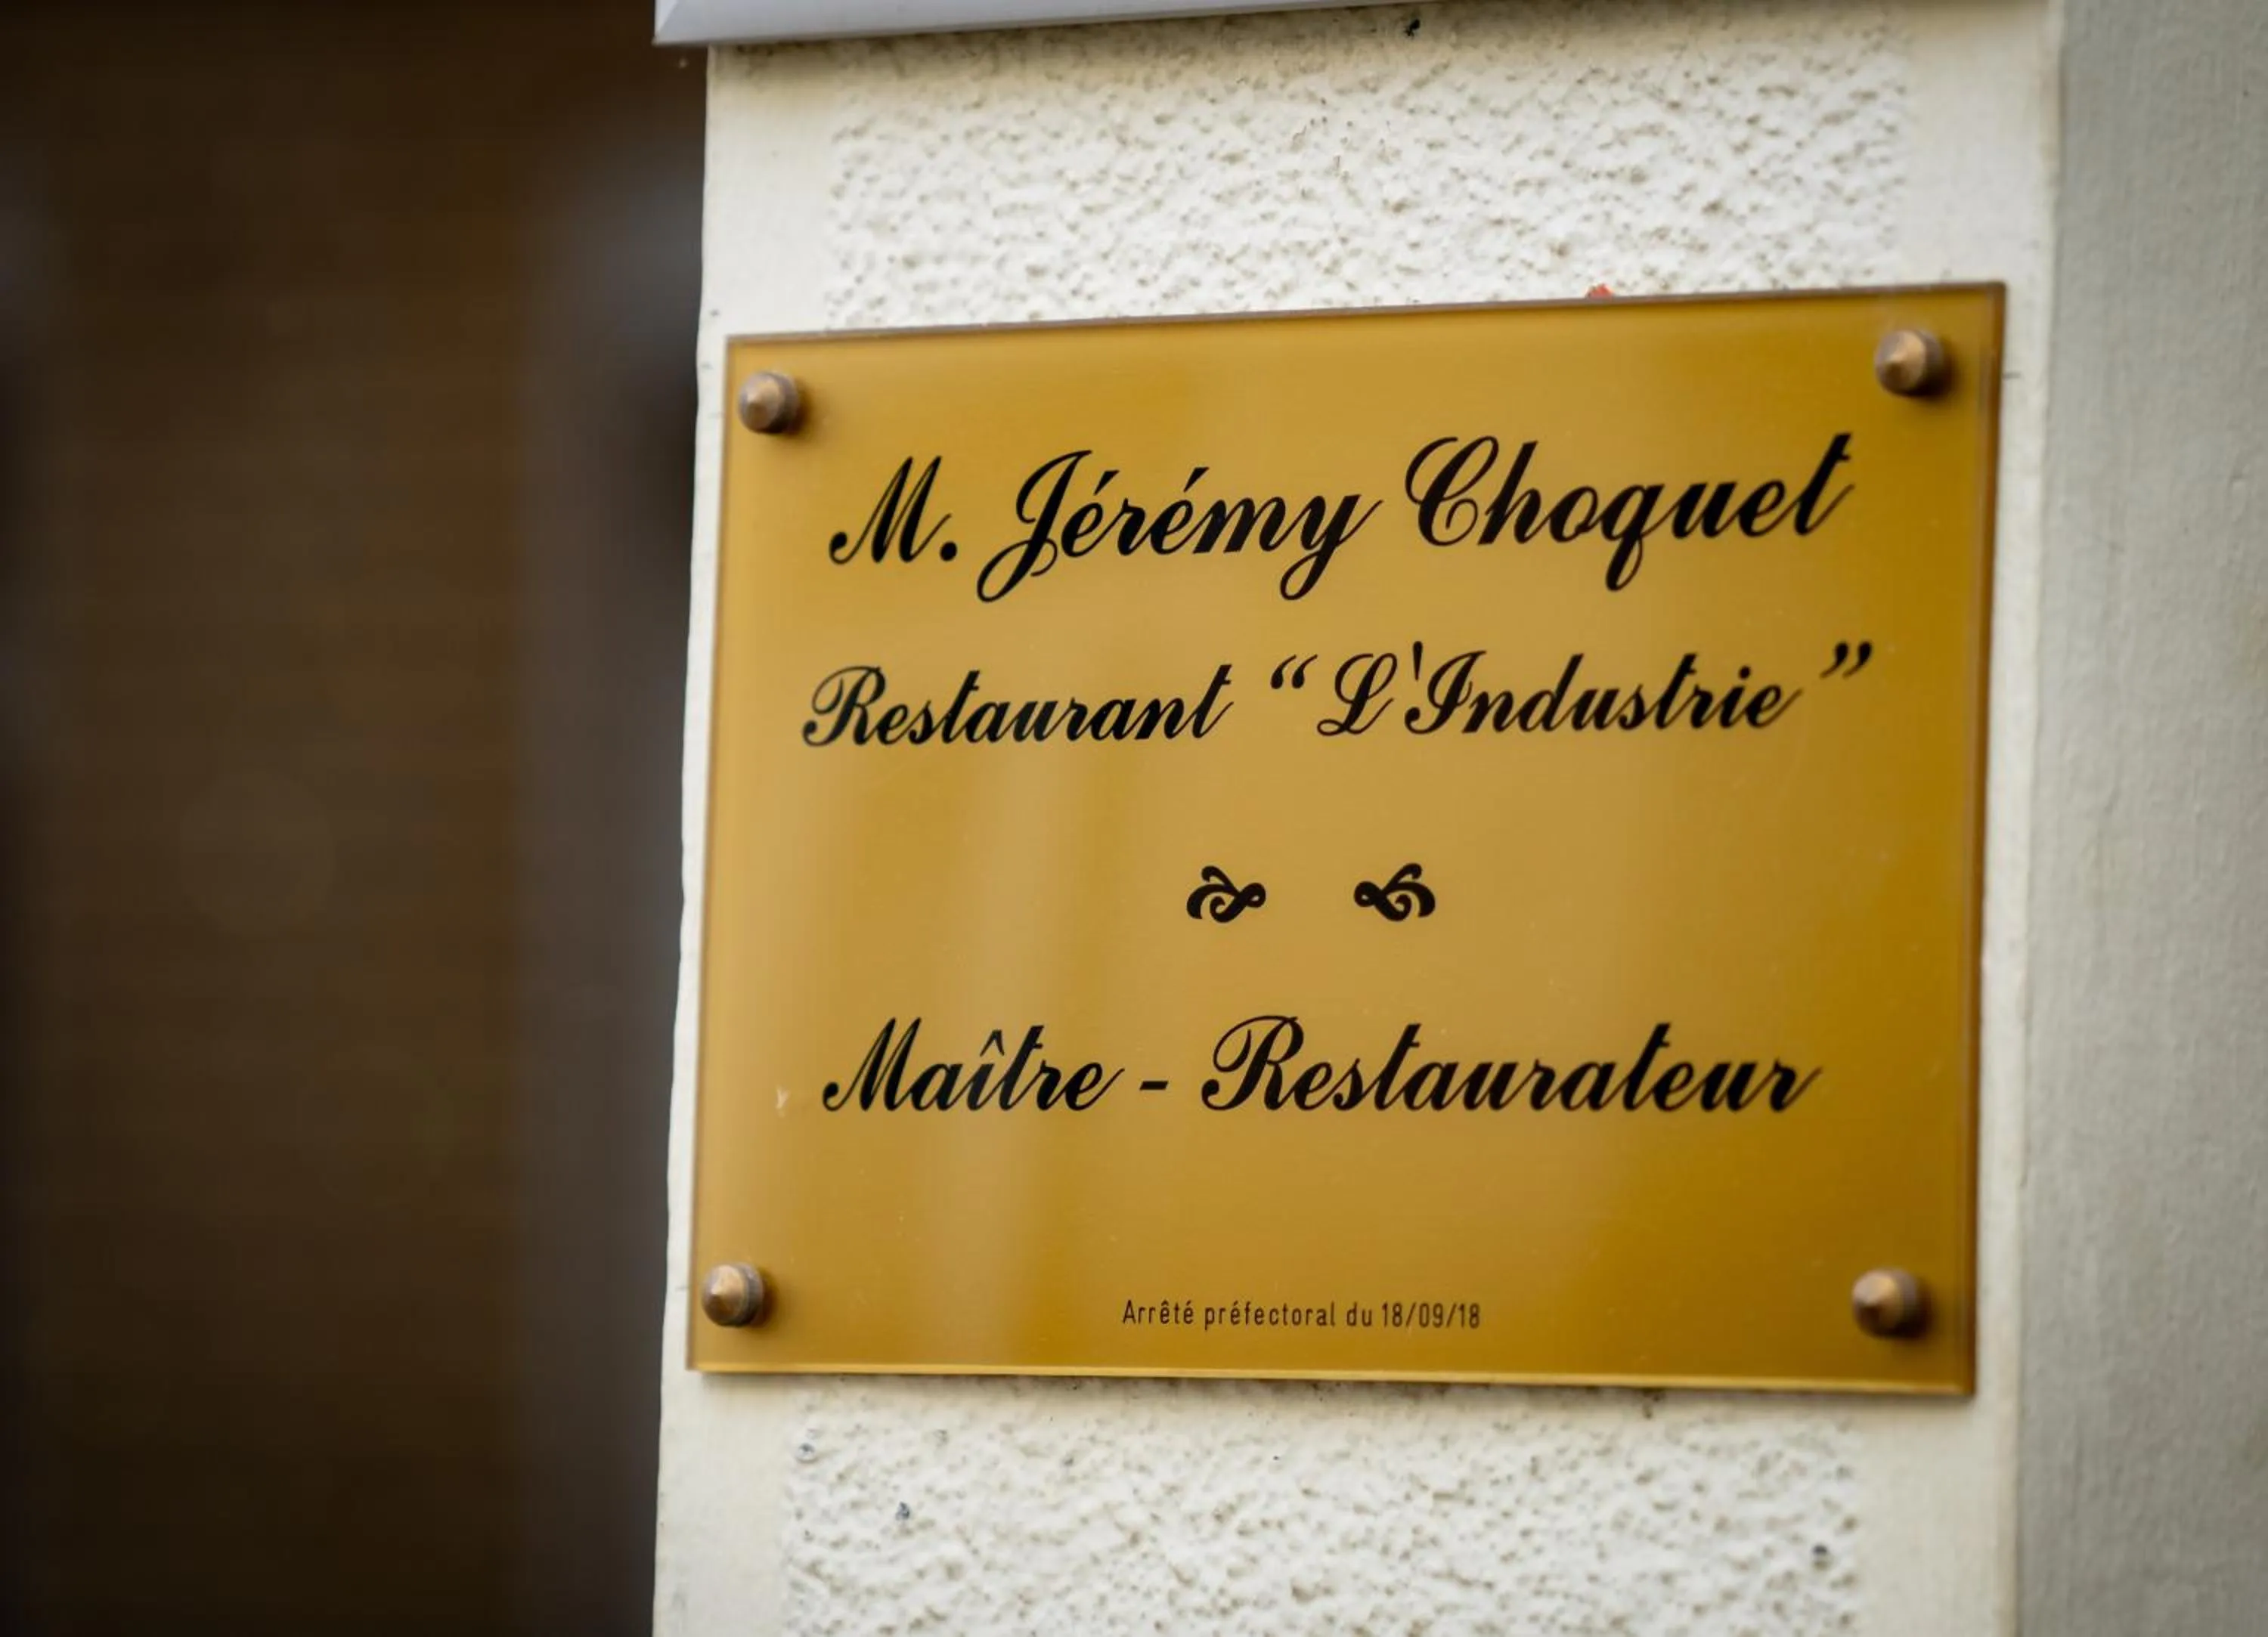 M. Jérémy Choquet
Restaurant “L'Industrie”
Maître - Restaurateur
Arrêté préfectoral du 18/09/18